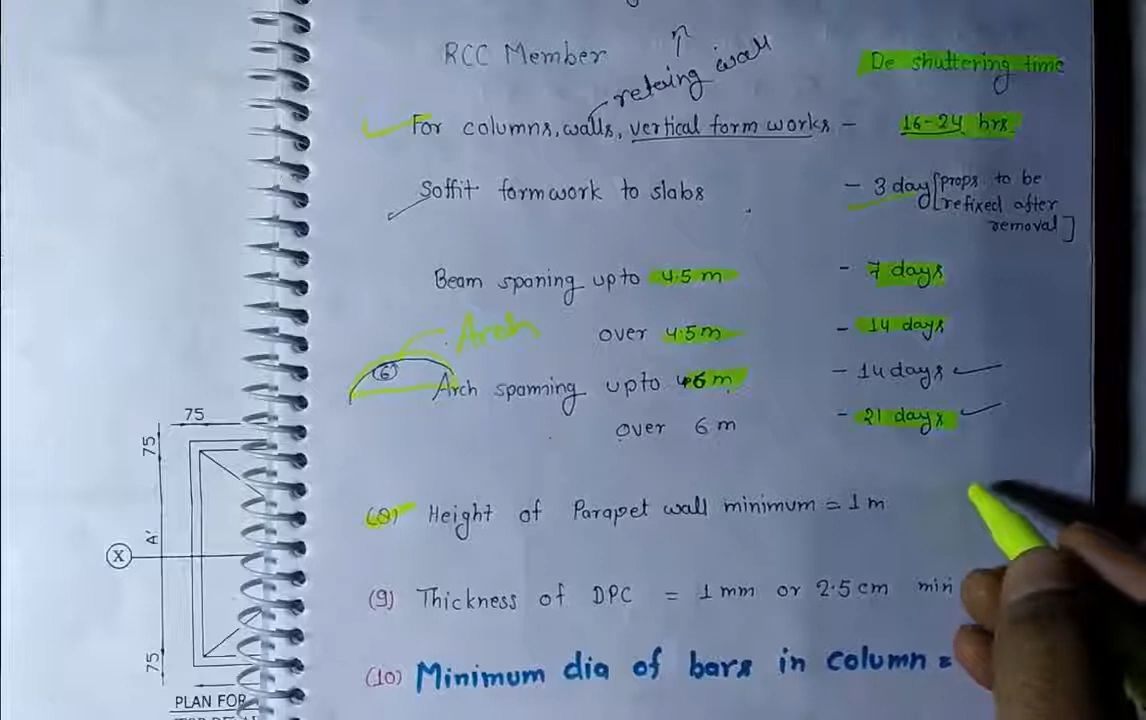 RCC Member
retering wall
De shuttering time
For columns, walls, vertical form works - 16-24 hrs
Soffit formwork to slabs - 3 day [props to be
refixed after
removal]
Beam spaning upto 4.5 m - 7 days
over 4.5 m - 14 days
Arch
(6)
Arch spanning upto 6 m - 14 days
over 6 m - 21 days
(8) Height of Parapet wall minimum = 1 m
(9) Thickness of DPC = 1 mm or 2.5 cm min
(10) Minimum dia of bars in column =
75
75
A'
X
75
PLAN FOR